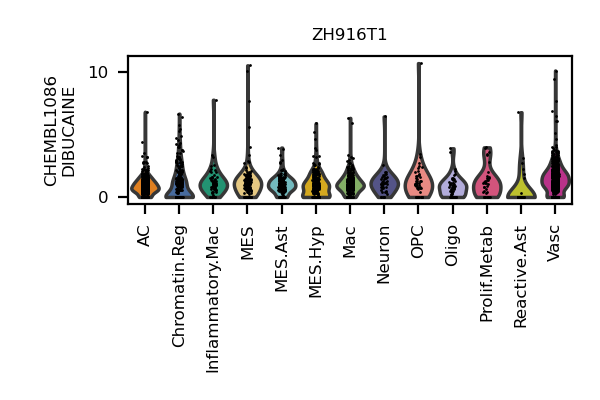 ZH916T1
CHEMBL1086
DIBUCAINE
10
0
AC
Chromatin.Reg
Inflammatory.Mac
MES
MES.Ast
MES.Hyp
Mac
Neuron
OPC
Oligo
Prolif.Metab
Reactive.Ast
Vasc